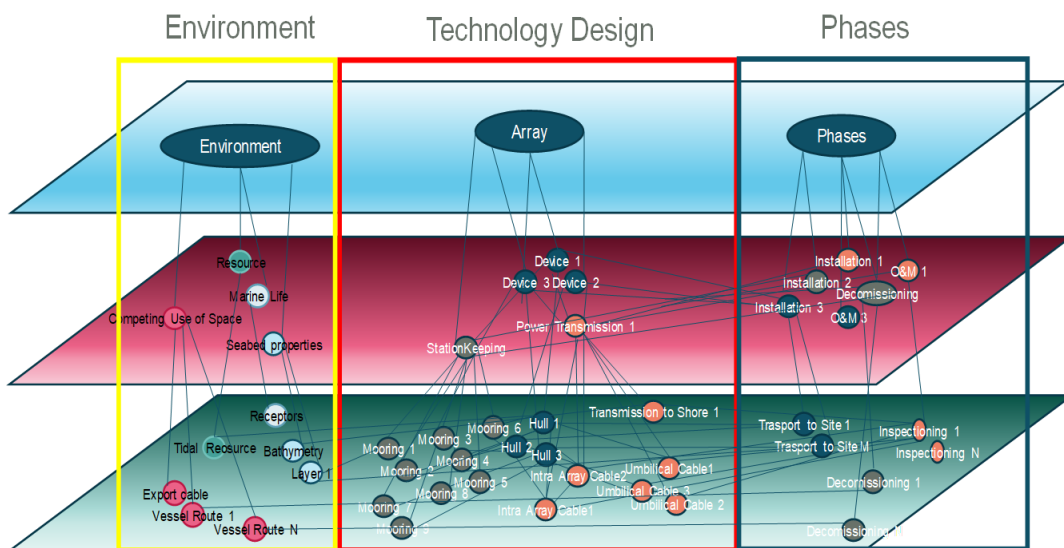 Environment
Technology Design
Phases
Environment
Array
Phases
Resource
Marine Life
Competing Use of Space
Seabed properties
Device 1
Device 3
Device 2
Power Transmission 1
StationKeeping
Installation 1
O&M 1
Installation 2
Decomissioning
Installation 3
O&M 3
Receptors
Tidal Resource
Bathymetry
Layer 1
Export cable
Vessel Route 1
Vessel Route N
Mooring 6
Hull 1
Transmission to Shore 1
Mooring 3
Mooring 1
Hull 2
Hull 3
Mooring 4
Mooring 2
Intra Array Cable2
Umbilical Cable1
Mooring 5
Mooring 8
Umbilical Cable 3
Mooring 7
Intra Array Cable1
Umbilical Cable 2
Mooring 9
Trasport to Site 1
Trasport to Site M
Inspectioning 1
Inspectioning N
Decomissioning 1
Decomissioning N